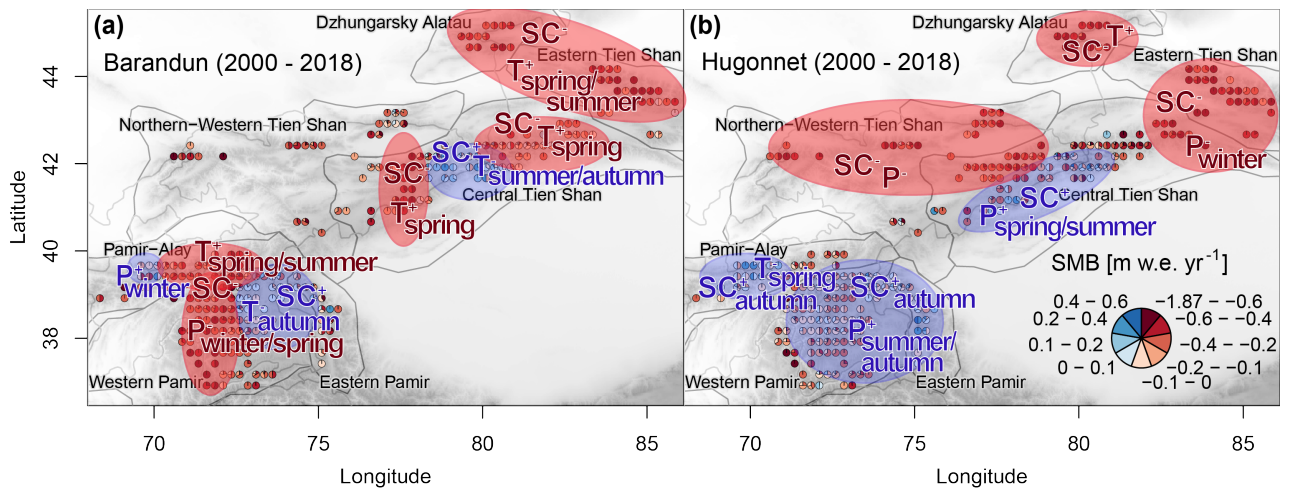 (a)
Barandun (2000 - 2018)
Dzhungarsky Alatau
SC-
Eastern Tien Shan
T+ spring/
summer
Northern-Western Tien Shan
SC-
T+ spring
SC+
T- summer/autumn
SC-
T+ spring
Central Tien Shan
Pamir-Alay
T+ spring/summer
P+ winter
SC-
SC+
T- autumn
P- winter/spring
Western Pamir
Eastern Pamir
44
42
40
38
Latitude
70
75
80
85
Longitude
(b)
Hugonnet (2000 - 2018)
Dzhungarsky Alatau
T+
SC-
Eastern Tien Shan
Northern-Western Tien Shan
SC-
P- winter
SC-
P-
SC+
Central Tien Shan
P+ spring/summer
Pamir-Alay
T- spring
SC+ autumn
SC+ autumn
P+ summer/
autumn
Western Pamir
Eastern Pamir
SMB [m w.e. yr-1]
0.4 - 0.6
-1.87 - -0.6
0.2 - 0.4
-0.6 - -0.4
0.1 - 0.2
-0.4 - -0.2
0 - 0.1
-0.2 - -0.1
-0.1 - 0
70
75
80
85
Longitude